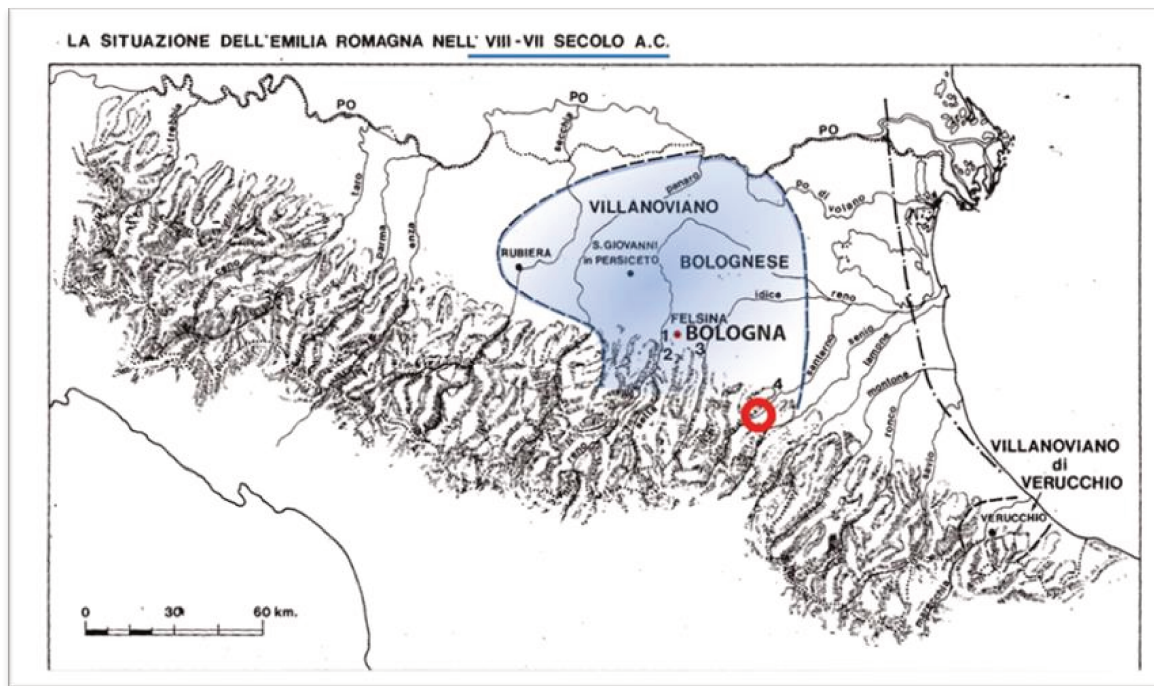 LA SITUAZIONE DELL'EMILIA ROMAGNA NELL' VIII-VII SECOLO A.C.
PO
PO
PO
trebbia
taro
parma
enza
ceno
secchia
panaro
po di volano
VILLANOVIANO
RUBIERA
S.GIOVANNI
in PERSICETO
BOLOGNESE
idice
reno
FELSINA
1
BOLOGNA
2
3
4
santerno
senio
lamone
montone
ronco
savio
VILLANOVIANO
di
VERUCCHIO
VERUCCHIO
0
30
60 km.